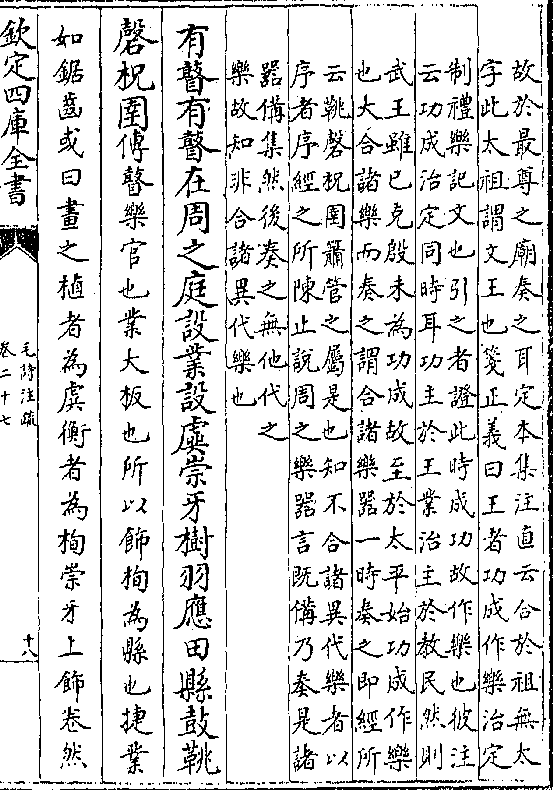 故於最尊之廟奏之耳定本集注直云合於祖無太
字此太祖謂文王也箋正義曰王者功成作樂治定
制禮樂記文也引之者證此時成功故作樂也彼注
云功成治定同時耳功主於王業治主於教民然則
武王雖已克殷未為功成故至於太平始功成作樂
也大合諸樂而奏之謂合諸樂器一時奏之即經所
云鞉磬柷圉簫管之屬是也知不合諸異代樂者以
序者序經之所陳止說周之樂器言既備乃奏是諸
器備集然後奏之無他代之
樂故知非合諸異代樂也
有瞽有瞽在周之庭設業設虡崇牙樹羽應田縣鼓鞉
磬柷圉傳瞽樂官也業大板也所以飾栒為縣也捷業
如鋸齒或曰畫之植者為虡衡者為栒崇牙上飾卷然
欽定四庫全書
毛詩注疏
卷二十七
十八